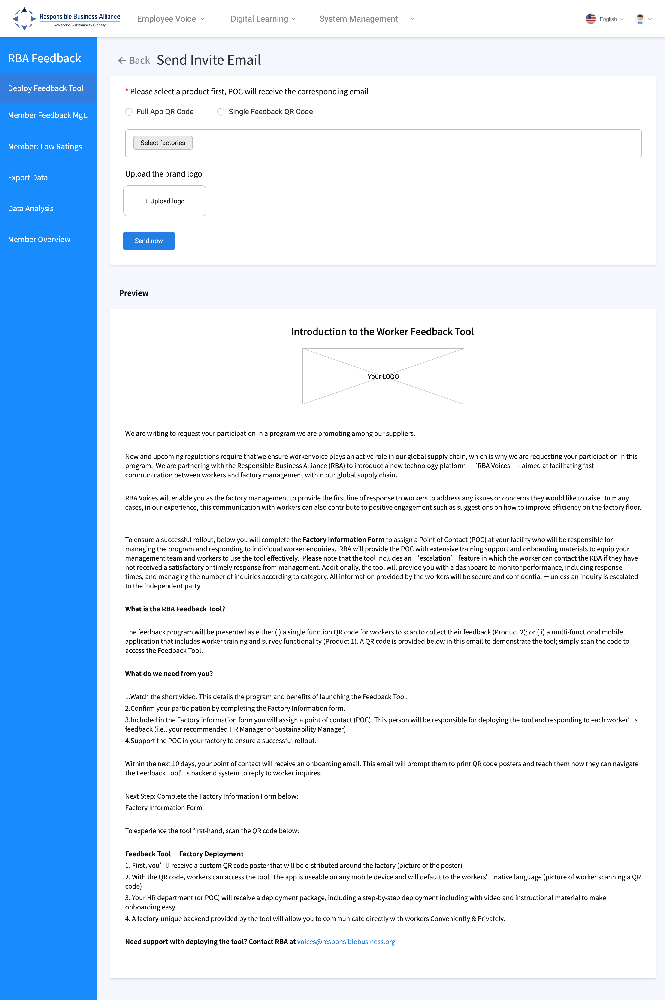 Responsible Business Alliance
Advancing Sustainability Globally
Employee Voice
Digital Learning
System Management
English
RBA Feedback
Deploy Feedback Tool
Member Feedback Mgt.
Member: Low Ratings
Export Data
Data Analysis
Member Overview
Back
Send Invite Email
* Please select a product first, POC will receive the corresponding email
Full App QR Code
Single Feedback QR Code
Select factories
Upload the brand logo
+ Upload logo
Send now
Preview
Introduction to the Worker Feedback Tool
Your LOGO
We are writing to request your participation in a program we are promoting among our suppliers.
New and upcoming regulations require that we ensure worker voice plays an active role in our global supply chain, which is why we are requesting your participation in this
program.  We are partnering with the Responsible Business Alliance (RBA) to introduce a new technology platform - ‘RBA Voices’ - aimed at facilitating fast
communication between workers and factory management within our global supply chain.
RBA Voices will enable you as the factory management to provide the first line of response to workers to address any issues or concerns they would like to raise.  In many
cases, in our experience, this communication with workers can also contribute to positive engagement such as suggestions on how to improve efficiency on the factory floor.
To ensure a successful rollout, below you will complete the Factory Information Form to assign a Point of Contact (POC) at your facility who will be responsible for
managing the program and responding to individual worker enquiries.  RBA will provide the POC with extensive training support and onboarding materials to equip your
management team and workers to use the tool effectively.  Please note that the tool includes an ‘escalation’ feature in which the worker can contact the RBA if they have
not received a satisfactory or timely response from management. Additionally, the tool will provide you with a dashboard to monitor performance, including response
times, and managing the number of inquiries according to category. All information provided by the workers will be secure and confidential — unless an inquiry is escalated
to the independent party.
What is the RBA Feedback Tool?
The feedback program will be presented as either (i) a single function QR code for workers to scan to collect their feedback (Product 2); or (ii) a multi-functional mobile
application that includes worker training and survey functionality (Product 1). A QR code is provided below in this email to demonstrate the tool; simply scan the code to
access the Feedback Tool.
What do we need from you?
1.Watch the short video. This details the program and benefits of launching the Feedback Tool.
2.Confirm your participation by completing the Factory Information form.
3.Included in the Factory information form you will assign a point of contact (POC). This person will be responsible for deploying the tool and responding to each worker’s
feedback (i.e., your recommended HR Manager or Sustainability Manager)
4.Support the POC in your factory to ensure a successful rollout.
Within the next 10 days, your point of contact will receive an onboarding email. This email will prompt them to print QR code posters and teach them how they can navigate
the Feedback Tool’s backend system to reply to worker inquires.
Next Step: Complete the Factory Information Form below:
Factory Information Form
To experience the tool first-hand, scan the QR code below:
Feedback Tool — Factory Deployment
1. First, you’ll receive a custom QR code poster that will be distributed around the factory (picture of the poster)
2. With the QR code, workers can access the tool. The app is useable on any mobile device and will default to the workers’ native language (picture of worker scanning a QR
code)
3. Your HR department (or POC) will receive a deployment package, including a step-by-step deployment including with video and instructional material to make
onboarding easy.
4. A factory-unique backend provided by the tool will allow you to communicate directly with workers Conveniently & Privately.
Need support with deploying the tool? Contact RBA at voices@responsiblebusiness.org